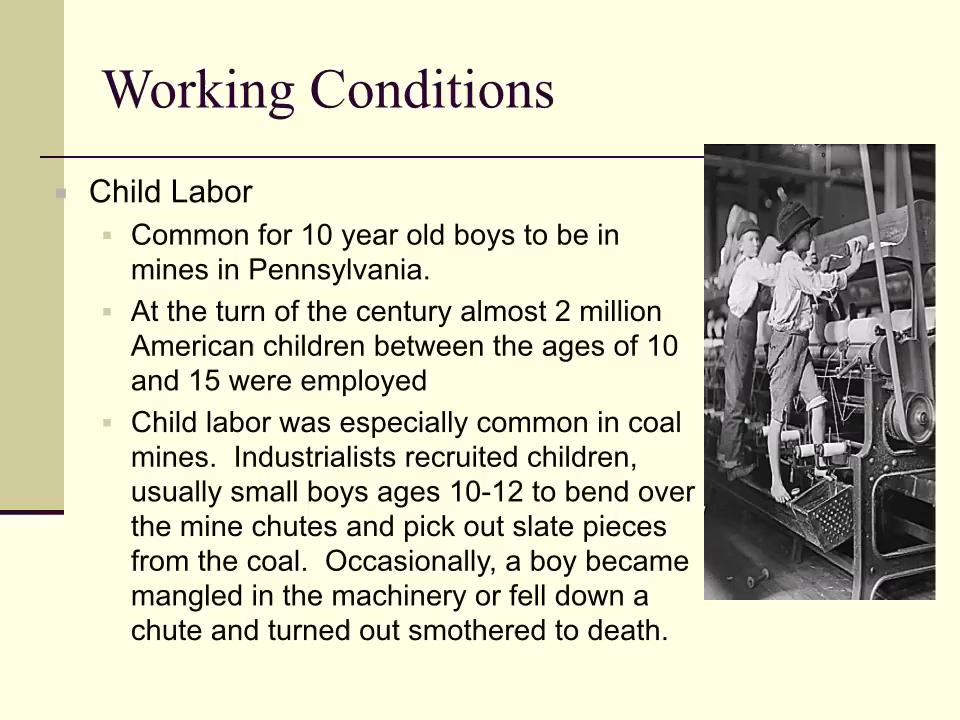 Working Conditions
Child Labor
Common for 10 year old boys to be in
mines in Pennsylvania.
At the turn of the century almost 2 million
American children between the ages of 10
and 15 were employed
Child labor was especially common in coal
mines.  Industrialists recruited children,
usually small boys ages 10-12 to bend over
the mine chutes and pick out slate pieces
from the coal.  Occasionally, a boy became
mangled in the machinery or fell down a
chute and turned out smothered to death.